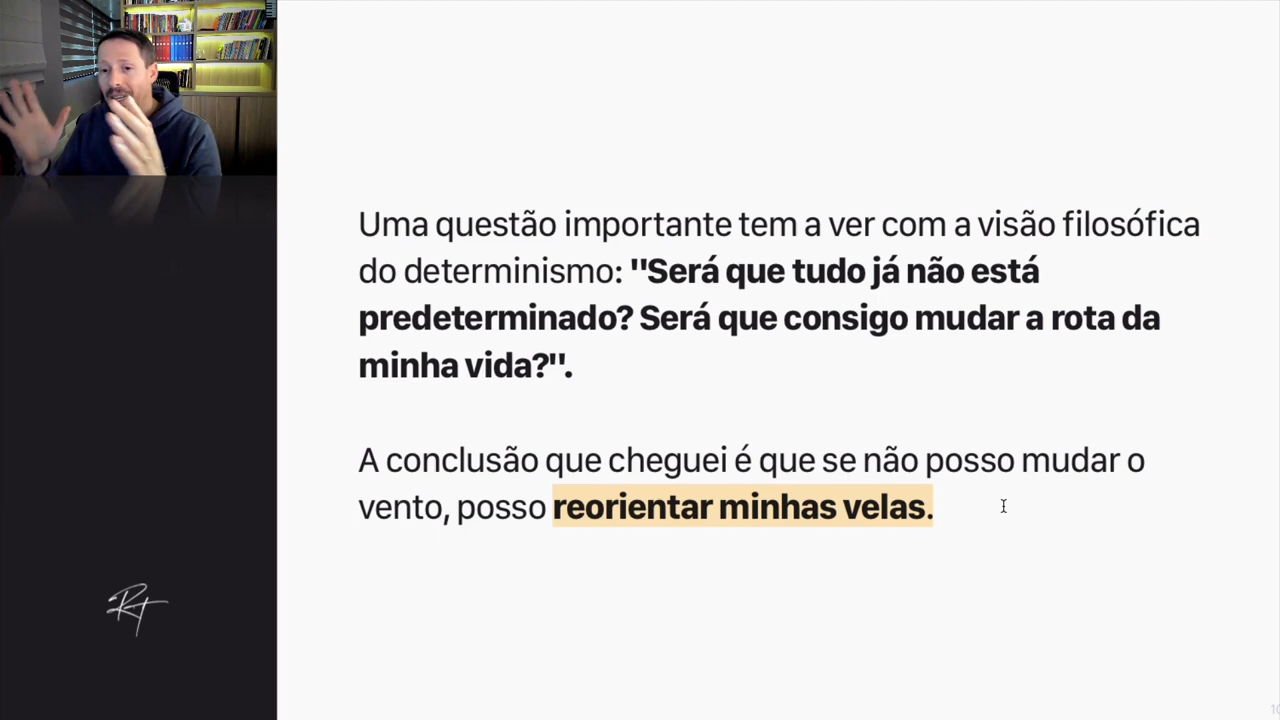 Uma questão importante tem a ver com a visão filosófica
do determinismo: "Será que tudo já não está
predeterminado? Será que consigo mudar a rota da
minha vida?".
A conclusão que cheguei é que se não posso mudar o
vento, posso reorientar minhas velas.
RT